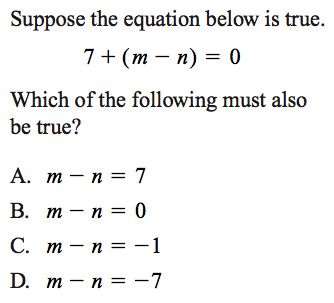 Suppose the equation below is true.
7 + (m − n) = 0
Which of the following must also
be true?
A. m − n = 7
B. m − n = 0
C. m − n = −1
D. m − n = −7